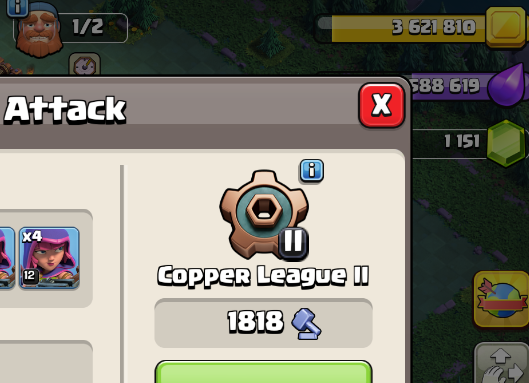 i
1/2
3 621 810
588 619
Attack
X
1 151
i
x4
12
II
Copper League II
1818